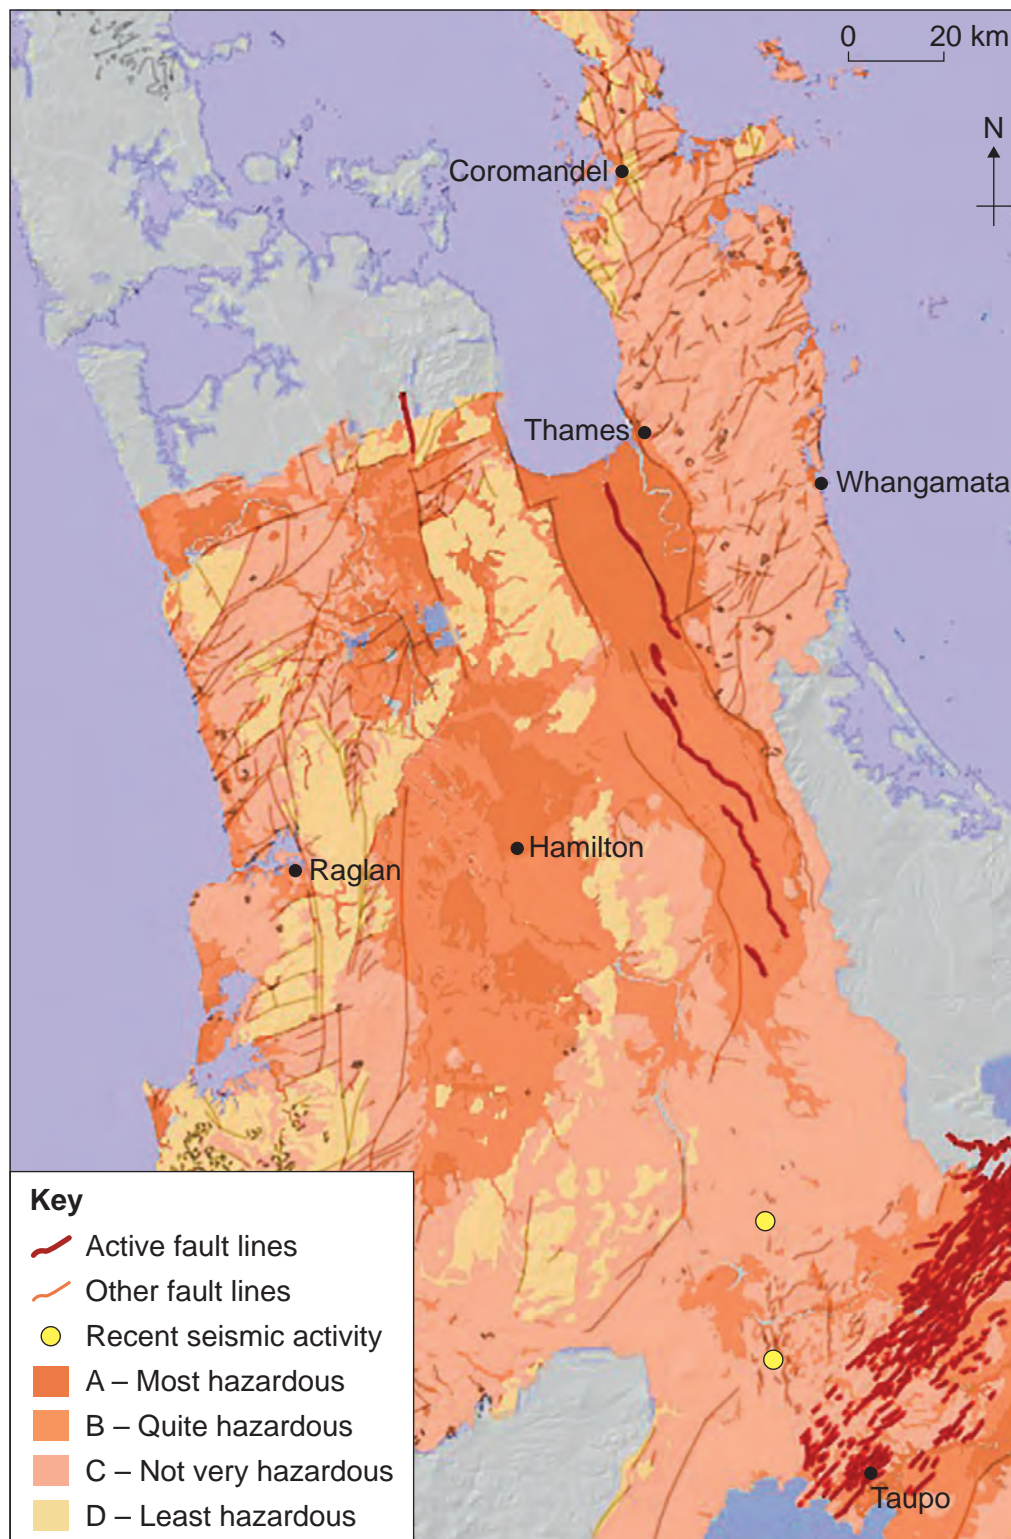 0 20 km
N
Coromandel
Thames
Whangamata
Hamilton
Raglan
Taupo
Key
Active fault lines
Other fault lines
Recent seismic activity
A – Most hazardous
B – Quite hazardous
C – Not very hazardous
D – Least hazardous